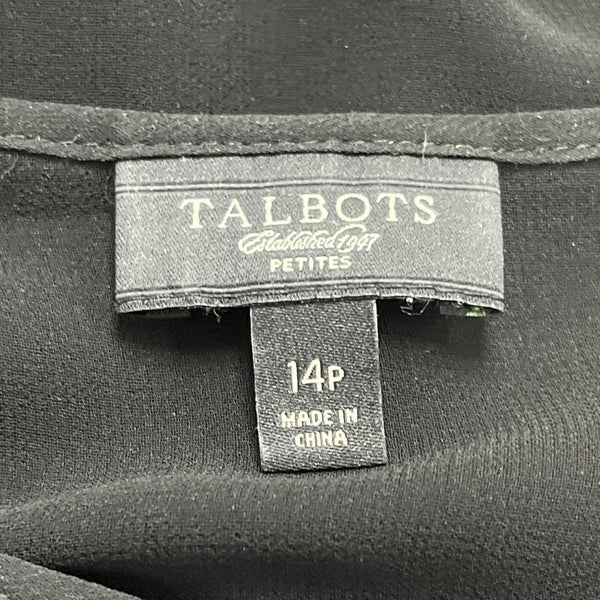 TALBOTS
Established 1947
PETITES
14P
MADE IN
CHINA